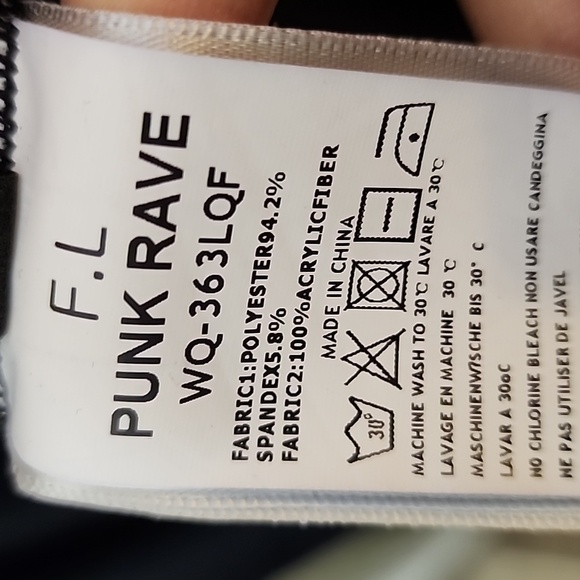 F.L
PUNK RAVE
WQ-363LQF
FABRIC1:POLYESTER94.2%
SPANDEX5.8%
FABRIC2:100%ACRYLICFIBER
MADE IN CHINA
30°
MACHINE WASH TO 30℃ LAVARE A 30℃
LAVAGE EN MACHINE 30 ℃
MASCHINENW?SCHE BIS 30° C
LAVAR A 30oC
NO CHLORINE BLEACH NON USARE CANDEGGINA
NE PAS UTILISER DE JAVEL